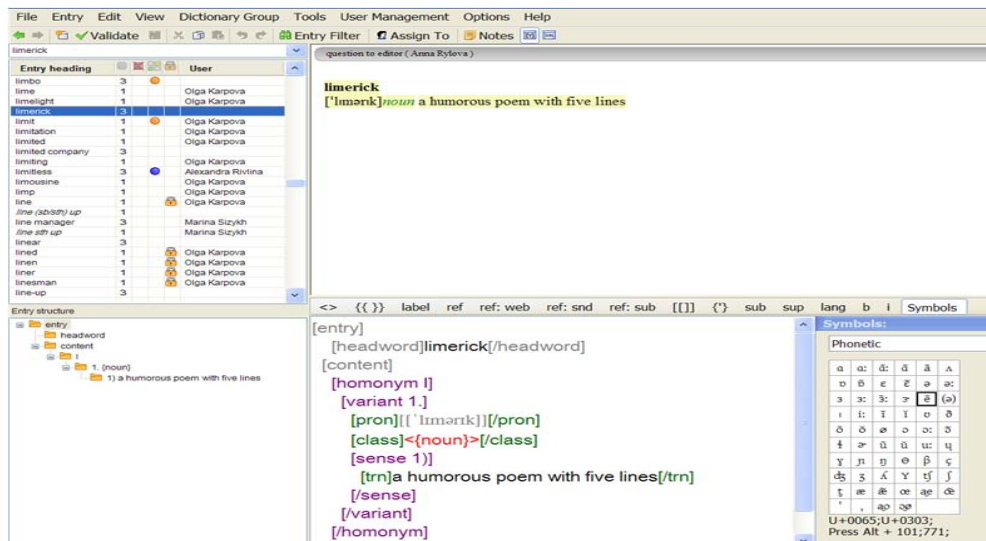 File Entry Edit View Dictionary Group Tools User Management Options Help
Validate Entry Filter Assign To Notes
limerick
Entry heading User
limbo 3
lime 1 Olga Karpova
limelight 1 Olga Karpova
limerick 3
limit 1 Olga Karpova
limitation 1 Olga Karpova
limited 1 Olga Karpova
limited company 3
limiting 1 Olga Karpova
limitless 3 Alexandra Rivlina
limousine 1 Olga Karpova
limp 1 Olga Karpova
line 1 Olga Karpova
line (sb/sth) up 1
line manager 3 Marina Sizykh
line sth up 1 Marina Sizykh
linear 3
lined 1 Olga Karpova
linen 1 Olga Karpova
liner 1 Olga Karpova
linesman 1 Olga Karpova
line-up 3
question to editor ( Anna Rylova )
limerick
[ˈlɪmərɪk]noun a humorous poem with five lines
Entry structure
entry
headword
content
I
1. {noun}
1) a humorous poem with five lines
<> {{ }} label ref ref: web ref: snd ref: sub [[]] {'} sub sup lang b i Symbols
[entry]
[headword]limerick[/headword]
[content]
[homonym I]
[variant 1.]
[pron][[ˈlɪmərɪk]][/pron]
[class]<{noun}>[/class]
[sense 1)]
[trn]a humorous poem with five lines[/trn]
[/sense]
[/variant]
[/homonym]
Symbols:
Phonetic
U+0065;U+0303;
Press Alt + 101;771;